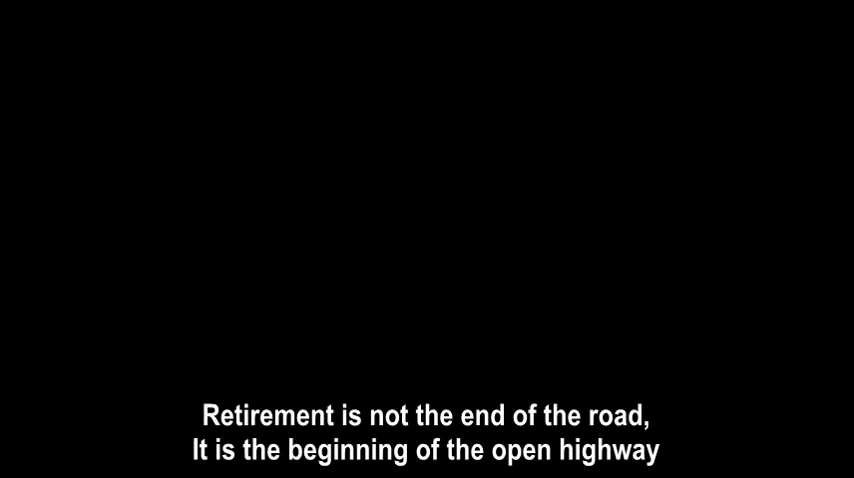 Retirement is not the end of the road,
It is the beginning of the open highway